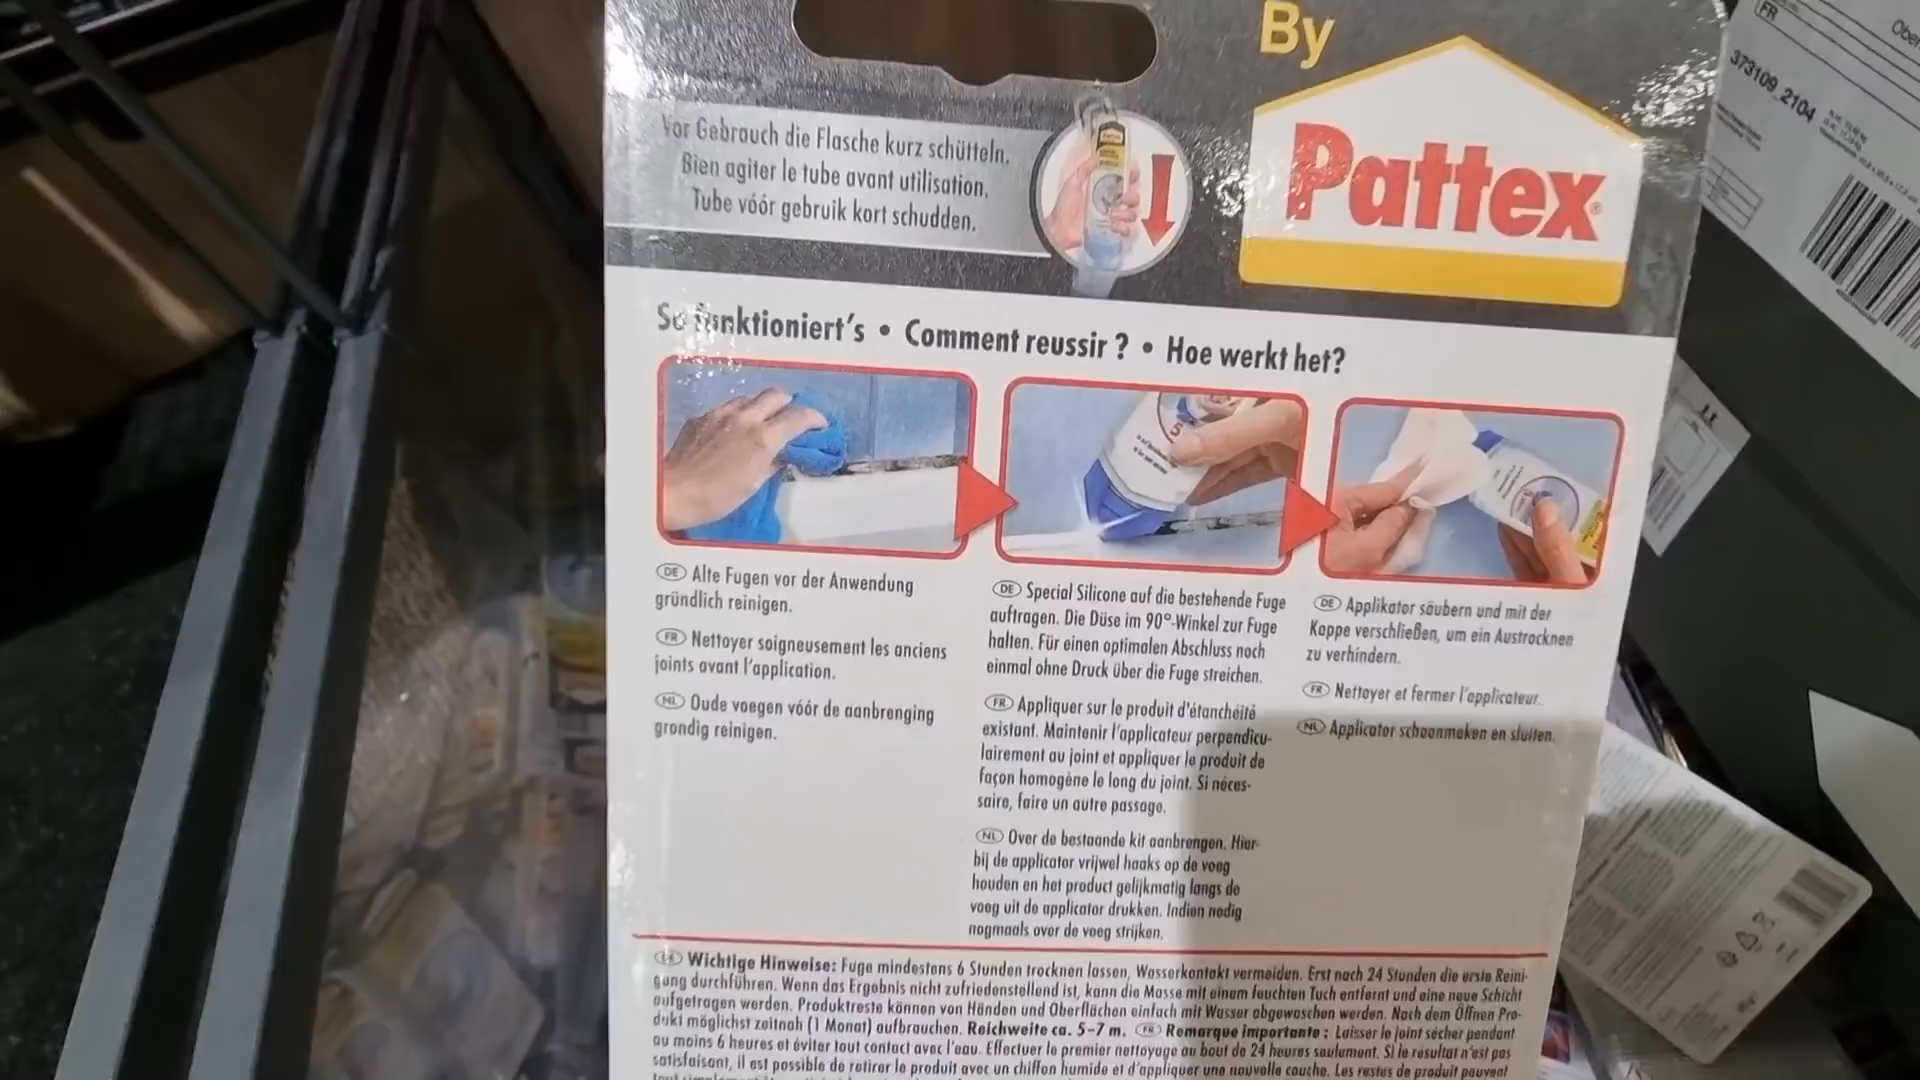 By
Pattex
Vor Gebrauch die Flasche kurz schütteln.
Bien agiter le tube avant utilisation.
Tube vóór gebruik kort schudden.
So funktioniert's • Comment reussir ? • Hoe werkt het?
DE Alte Fugen vor der Anwendung
gründlich reinigen.
FR Nettoyer soigneusement les anciens
joints avant l'application.
NL Oude voegen vóór de aanbrenging
grondig reinigen.
5
DE Special Silicone auf die bestehende Fuge
auftragen. Die Düse im 90°-Winkel zur Fuge
halten. Für einen optimalen Abschluss noch
einmal ohne Druck über die Fuge streichen.
FR Appliquer sur le produit d'étanchéité
existant. Maintenir l'applicateur perpendicu-
lairement au joint et appliquer le produit de
façon homogène le long du joint. Si néces-
saire, faire un autre passage.
NL Over de bestaande kit aanbrengen. Hier-
bij de applicator vrijwel haaks op de voeg
houden en het product gelijkmatig langs de
voeg uit de applicator drukken. Indien nodig
nogmaals over de voeg strijken.
DE Applikator säubern und mit der
Kappe verschließen, um ein Austrocknen
zu verhindern.
FR Nettoyer et fermer l'applicateur.
NL Applicator schoonmaken en sluiten.
DE Wichtige Hinweise: Fuge mindestens 6 Stunden trocknen lassen, Wasserkontakt vermeiden. Erst nach 24 Stunden die erste Reini-
gung durchführen. Wenn das Ergebnis nicht zufriedenstellend ist, kann die Masse mit einem feuchten Tuch entfernt und eine neue Schicht
aufgetragen werden. Produktreste können von Händen und Oberflächen einfach mit Wasser abgewaschen werden. Nach dem Öffnen Pro-
dukt möglichst zeitnah (1 Monat) aufbrauchen. Reichweite ca. 5–7 m. FR Remarque importante : Laisser le joint sécher pendant
au moins 6 heures et éviter tout contact avec l'eau. Effectuer le premier nettoyage au bout de 24 heures seulement. Si le résultat n'est pas
satisfaisant, il est possible de retirer le produit avec un chiffon humide et d'appliquer une nouvelle couche. Les restes de produit peuvent
FR
373109_2104